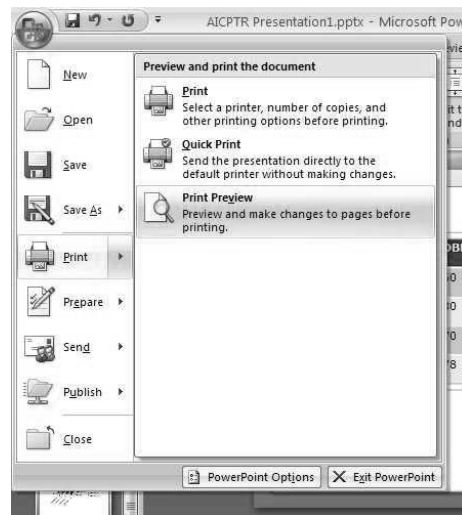 AICPTR Presentation1.pptx - Microsoft Pow
New
Open
Save
Save As
Print
Prepare
Send
Publish
Close
Preview and print the document
Print
Select a printer, number of copies, and
other printing options before printing.
Quick Print
Send the presentation directly to the
default printer without making changes.
Print Preview
Preview and make changes to pages before
printing.
PowerPoint Options
Exit PowerPoint